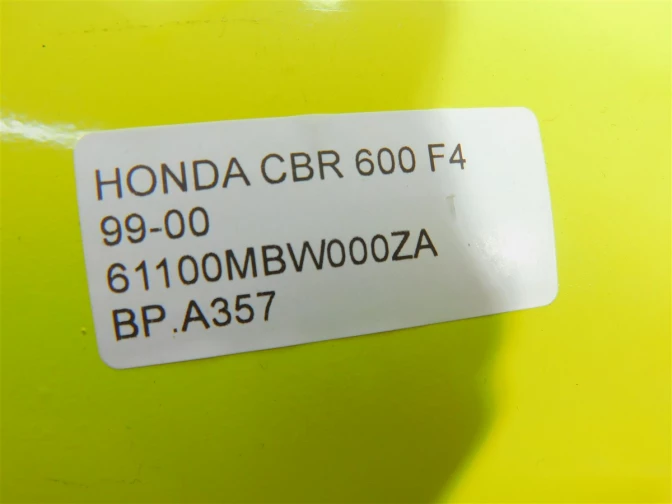 HONDA CBR 600 F4
99-00
61100MBW000ZA
BP.A357